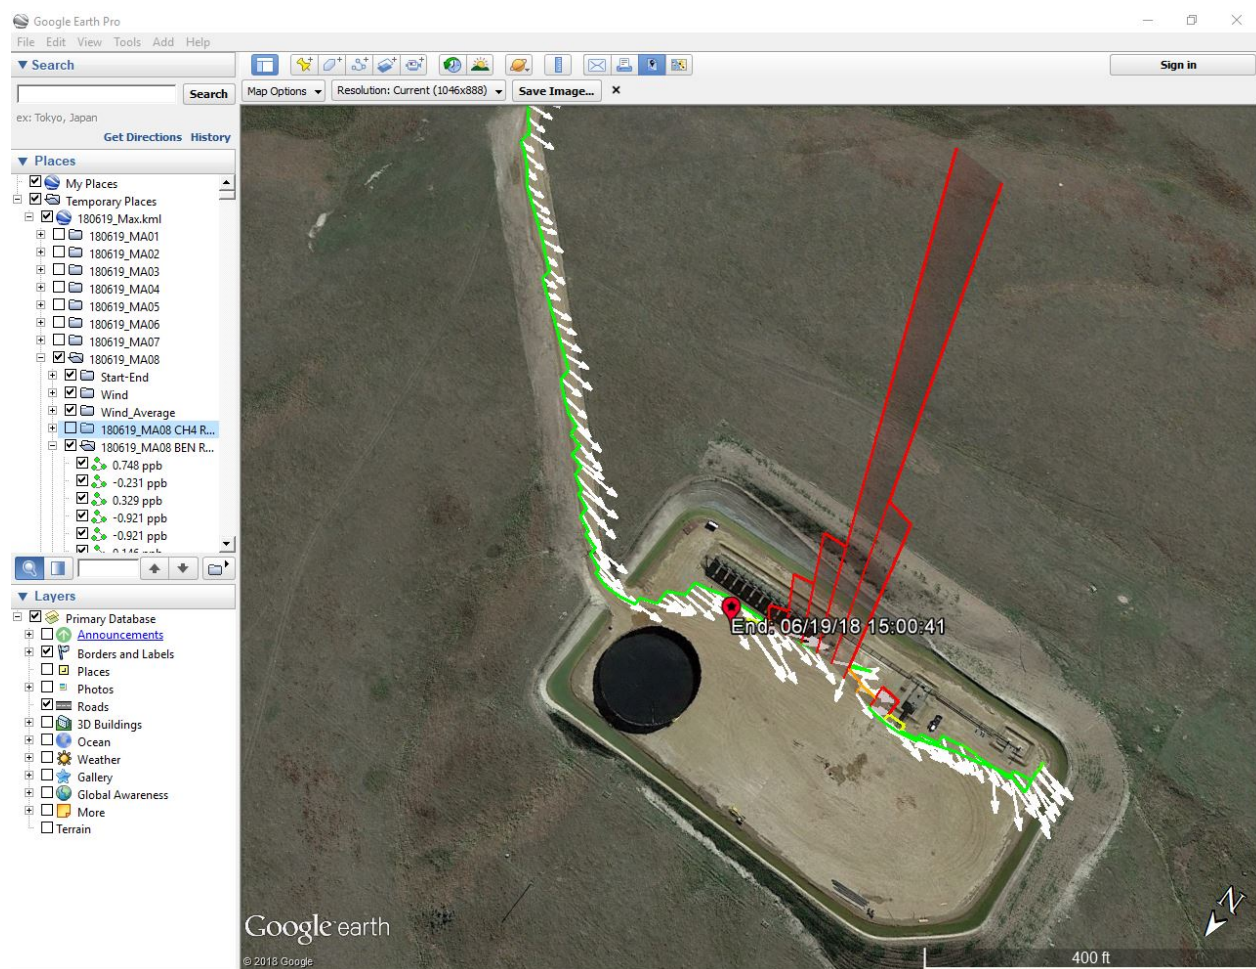 Google Earth Pro
File Edit View Tools Add Help
Search
Search
ex: Tokyo, Japan
Get Directions History
Places
My Places
Temporary Places
180619_Max.kml
180619_MA01
180619_MA02
180619_MA03
180619_MA04
180619_MA05
180619_MA06
180619_MA07
180619_MA08
Start-End
Wind
Wind_Average
180619_MA08 CH4 R...
180619_MA08 BEN R...
0.748 ppb
-0.231 ppb
0.329 ppb
-0.921 ppb
-0.921 ppb
Layers
Primary Database
Announcements
Borders and Labels
Places
Photos
Roads
3D Buildings
Ocean
Weather
Gallery
Global Awareness
More
Terrain
Sign in
Map Options Resolution: Current (1046x888) Save Image...
End: 06/19/18 15:00:41
N
Google earth
© 2018 Google
400 ft